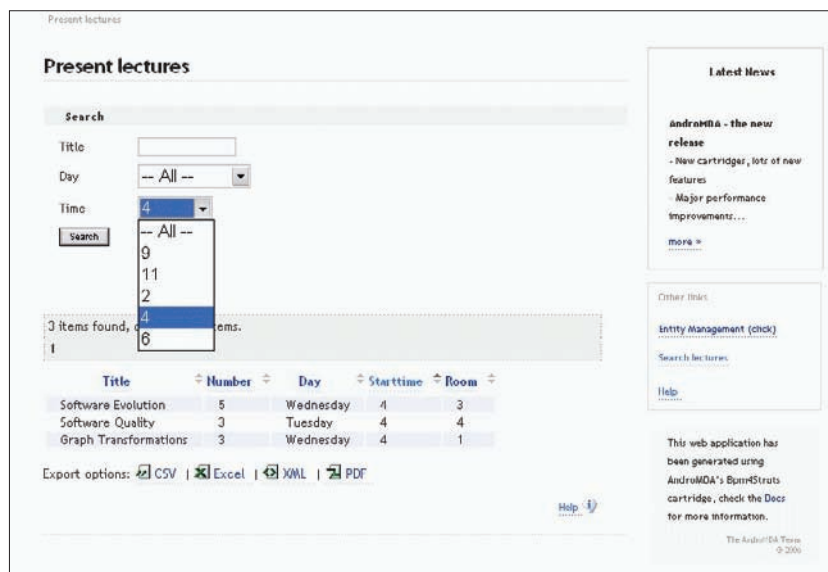 Present lectures
Present lectures
Search
Title
Day -- All --
Time 4
Search
-- All --
9
11
2
4
6
3 items found, tems.
1
Title Number Day Starttime Room
Software Evolution 5 Wednesday 4 3
Software Quality 3 Tuesday 4 4
Graph Transformations 3 Wednesday 4 1
Export options: CSV | Excel | XML | PDF
Help
Latest News
AndroMDA - the new
release
- New cartridges, lots of new
features
- Major performance
improvements...
more »
Other links
Entity Management (click)
Search lectures
Help
This web application has
been generated using
AndroMDA's Bpm4Struts
cartridge, check the Docs
for more information.
The AndroMDA Team
© 2006